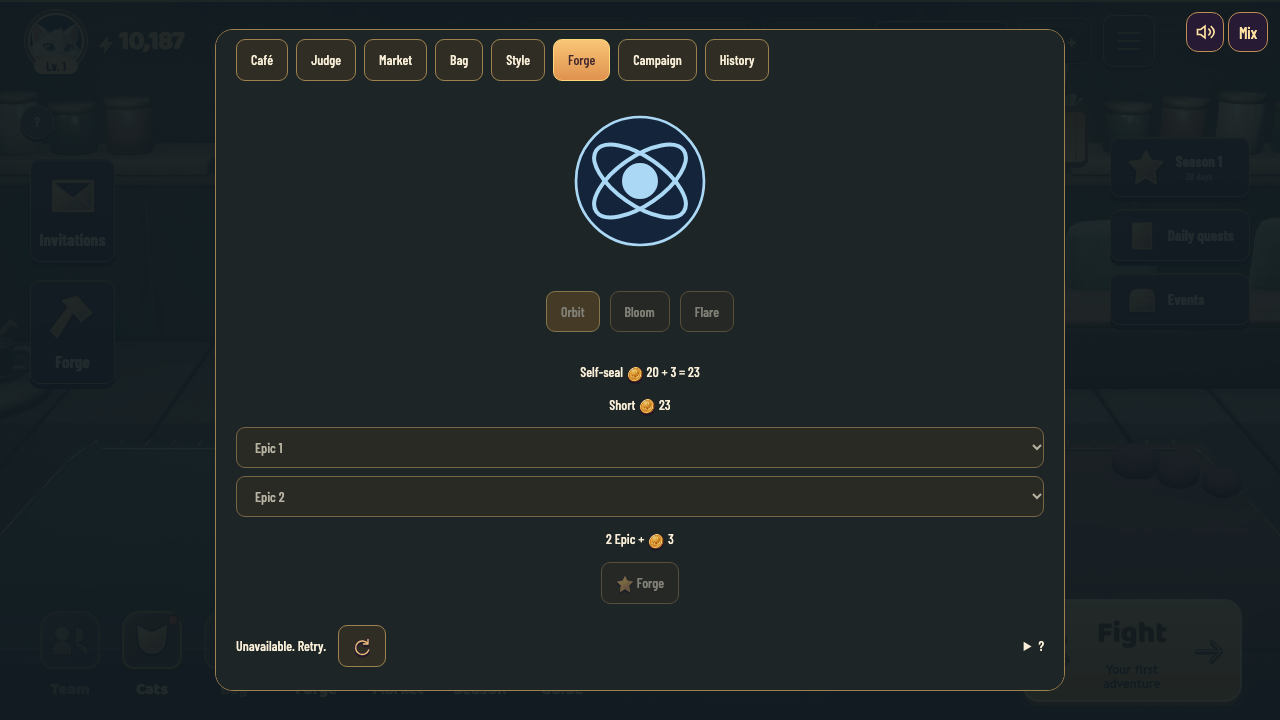 10,187
Lv. 1
Café
Judge
Market
Bag
Style
Forge
Campaign
History
Mix
?
Invitations
Forge
Season 1
Daily quests
Events
Orbit
Bloom
Flare
Self-seal 20 + 3 = 23
Short 23
Epic 1
Epic 2
2 Epic + 3
Forge
Unavailable. Retry.
?
Fight
Your first
adventure
Team
Cats